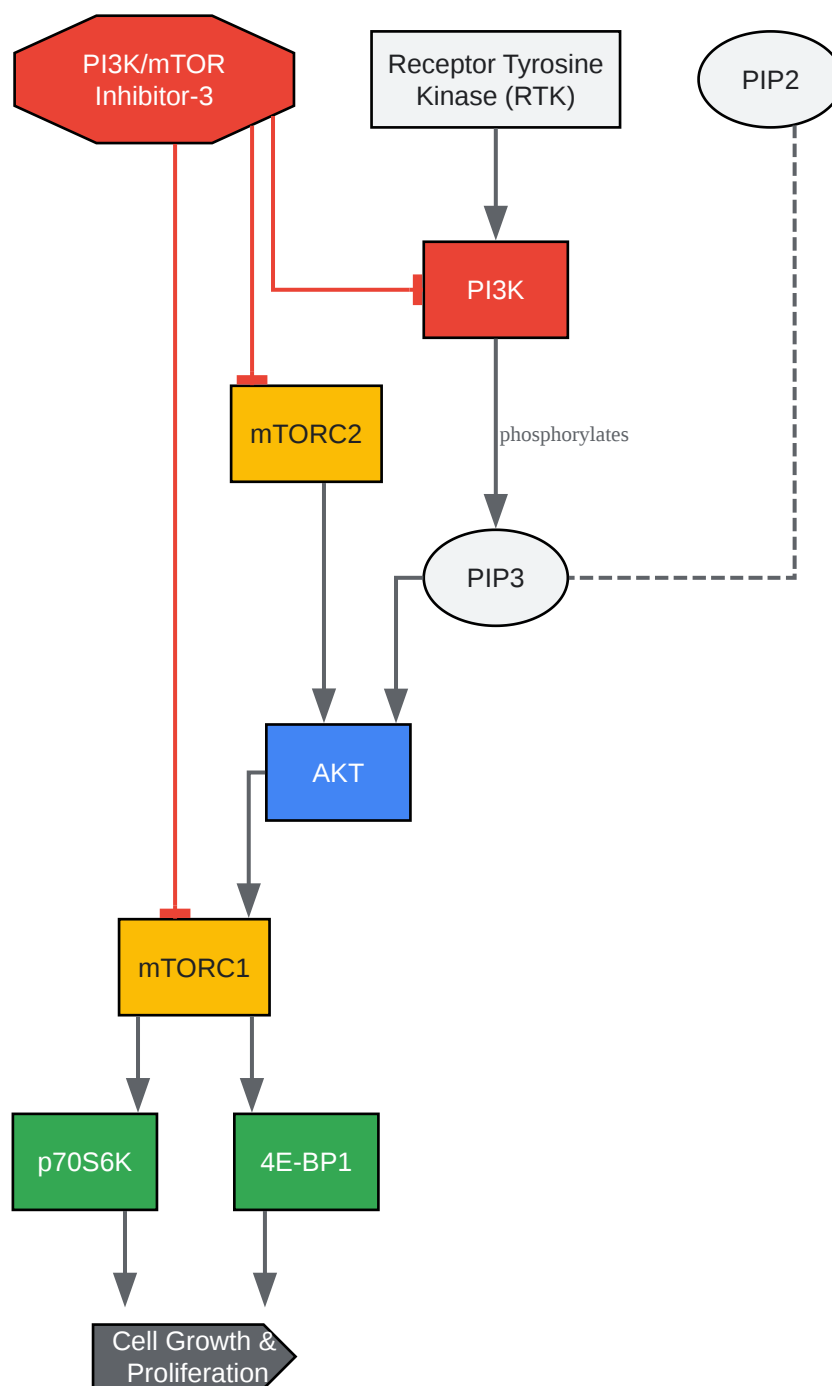 PI3K/mTOR
Inhibitor-3
Receptor Tyrosine
Kinase (RTK)
PIP2
PI3K
mTORC2
phosphorylates
PIP3
AKT
mTORC1
p70S6K
4E-BP1
Cell Growth &
Proliferation